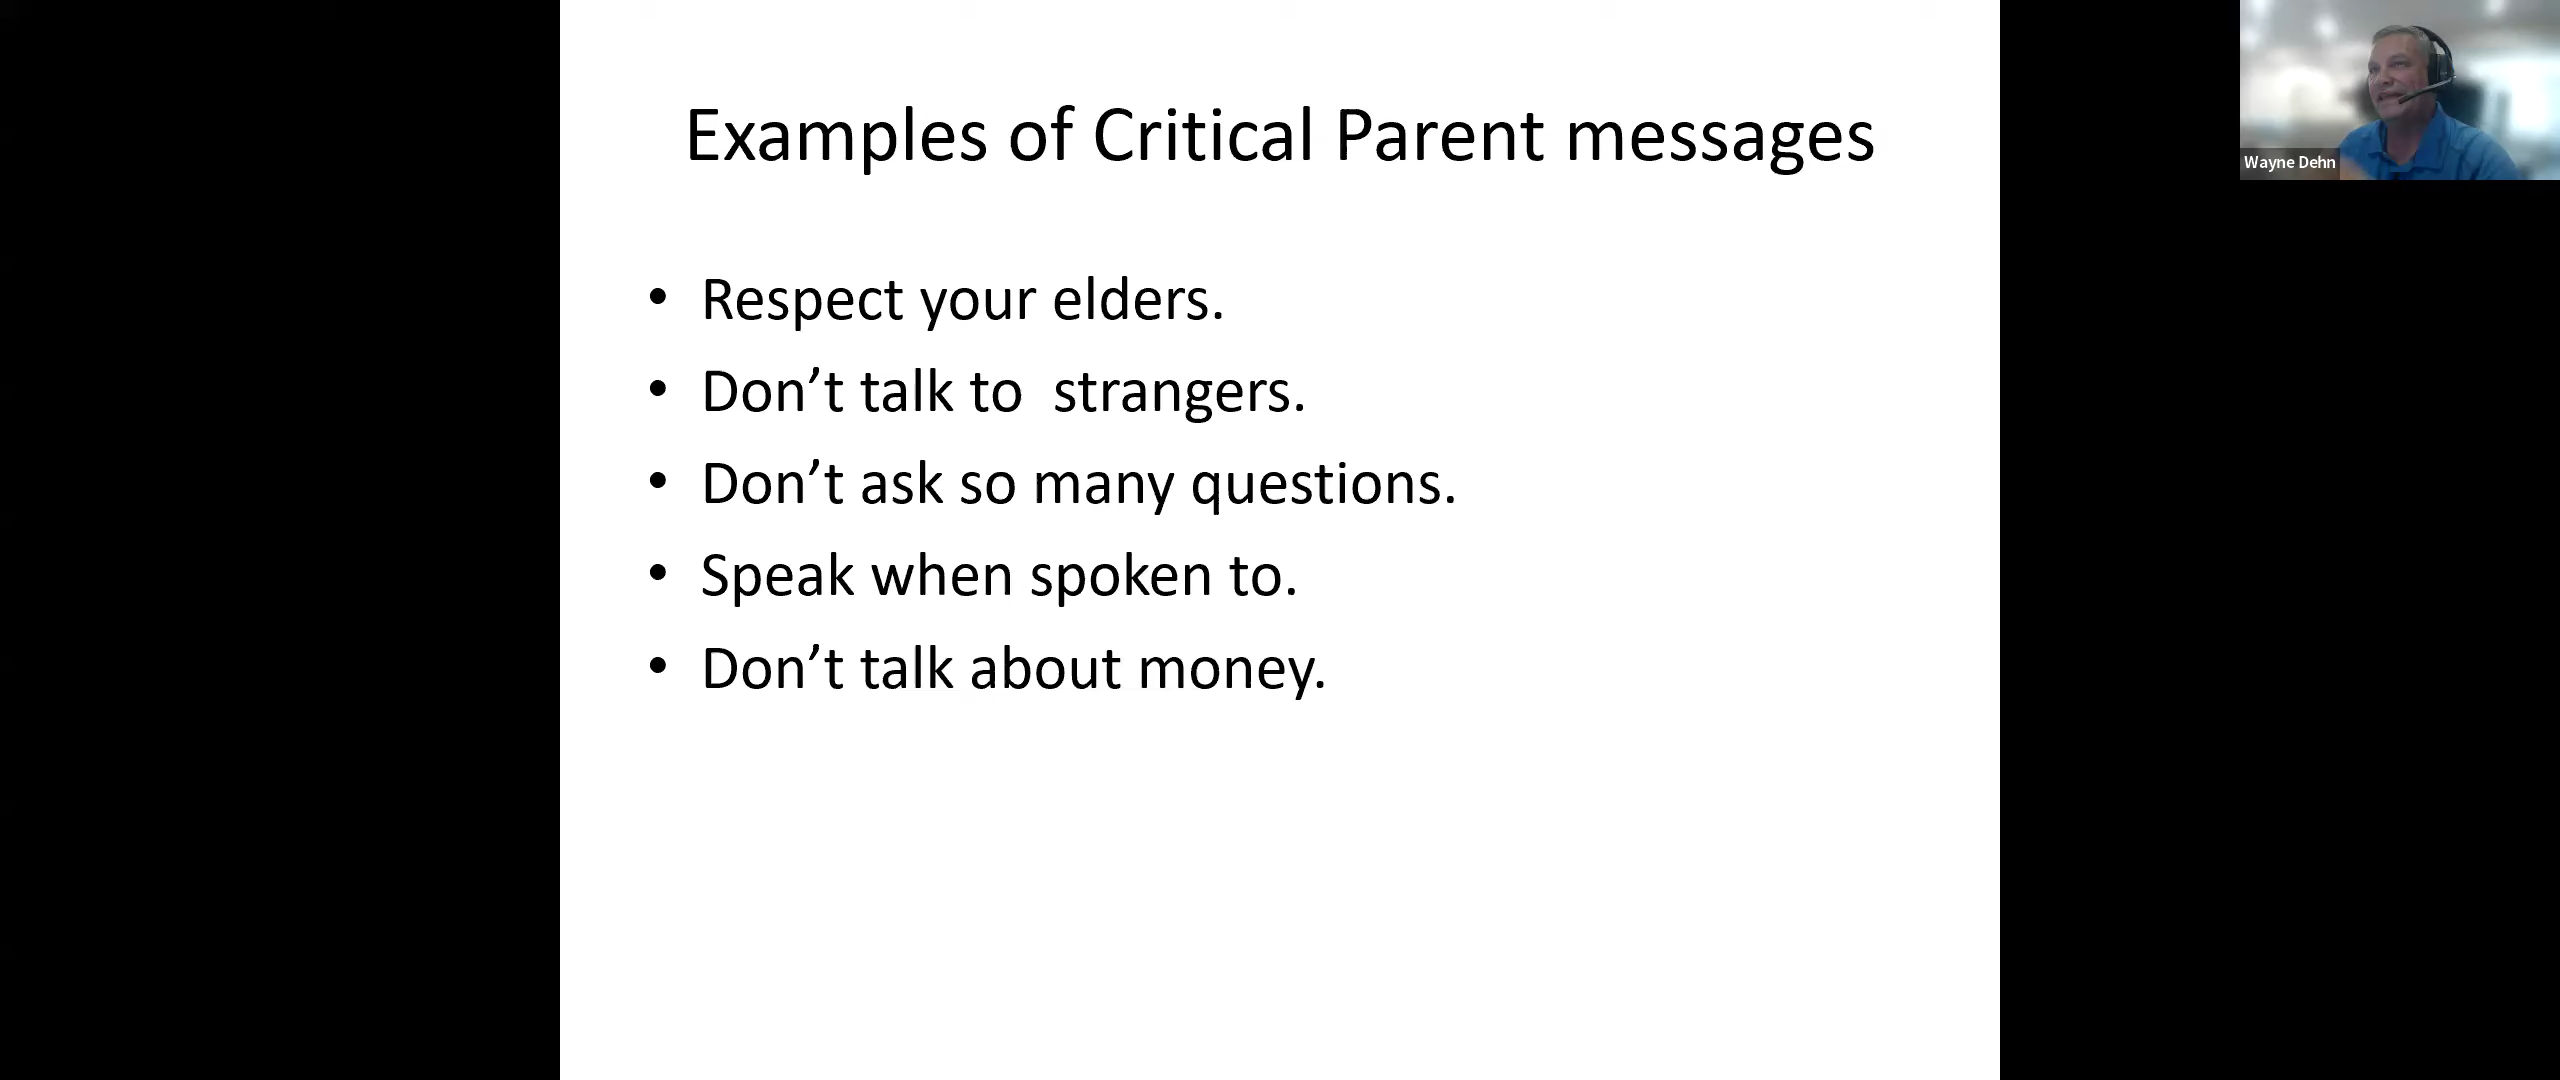 Examples of Critical Parent messages
• Respect your elders.
• Don’t talk to  strangers.
• Don’t ask so many questions.
• Speak when spoken to.
• Don’t talk about money.
Wayne Dehn